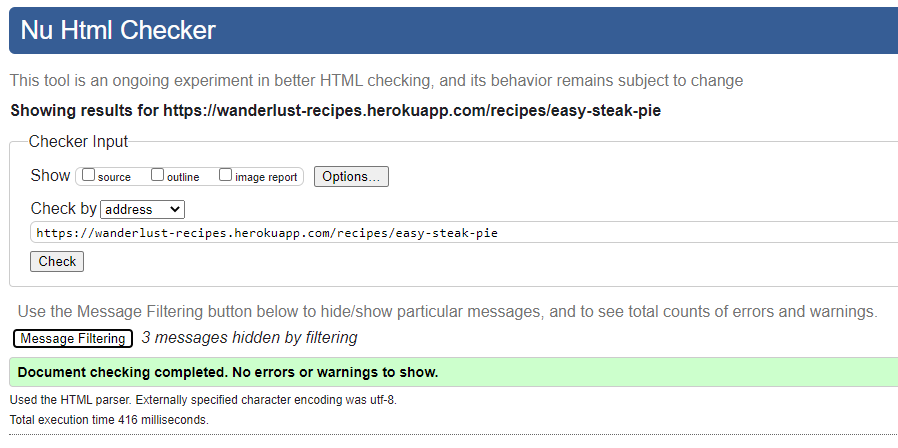 Nu Html Checker
This tool is an ongoing experiment in better HTML checking, and its behavior remains subject to change
Showing results for https://wanderlust-recipes.herokuapp.com/recipes/easy-steak-pie
Checker Input
Show source outline image report Options...
Check by address
https://wanderlust-recipes.herokuapp.com/recipes/easy-steak-pie
Check
Use the Message Filtering button below to hide/show particular messages, and to see total counts of errors and warnings.
Message Filtering 3 messages hidden by filtering
Document checking completed. No errors or warnings to show.
Used the HTML parser. Externally specified character encoding was utf-8.
Total execution time 416 milliseconds.